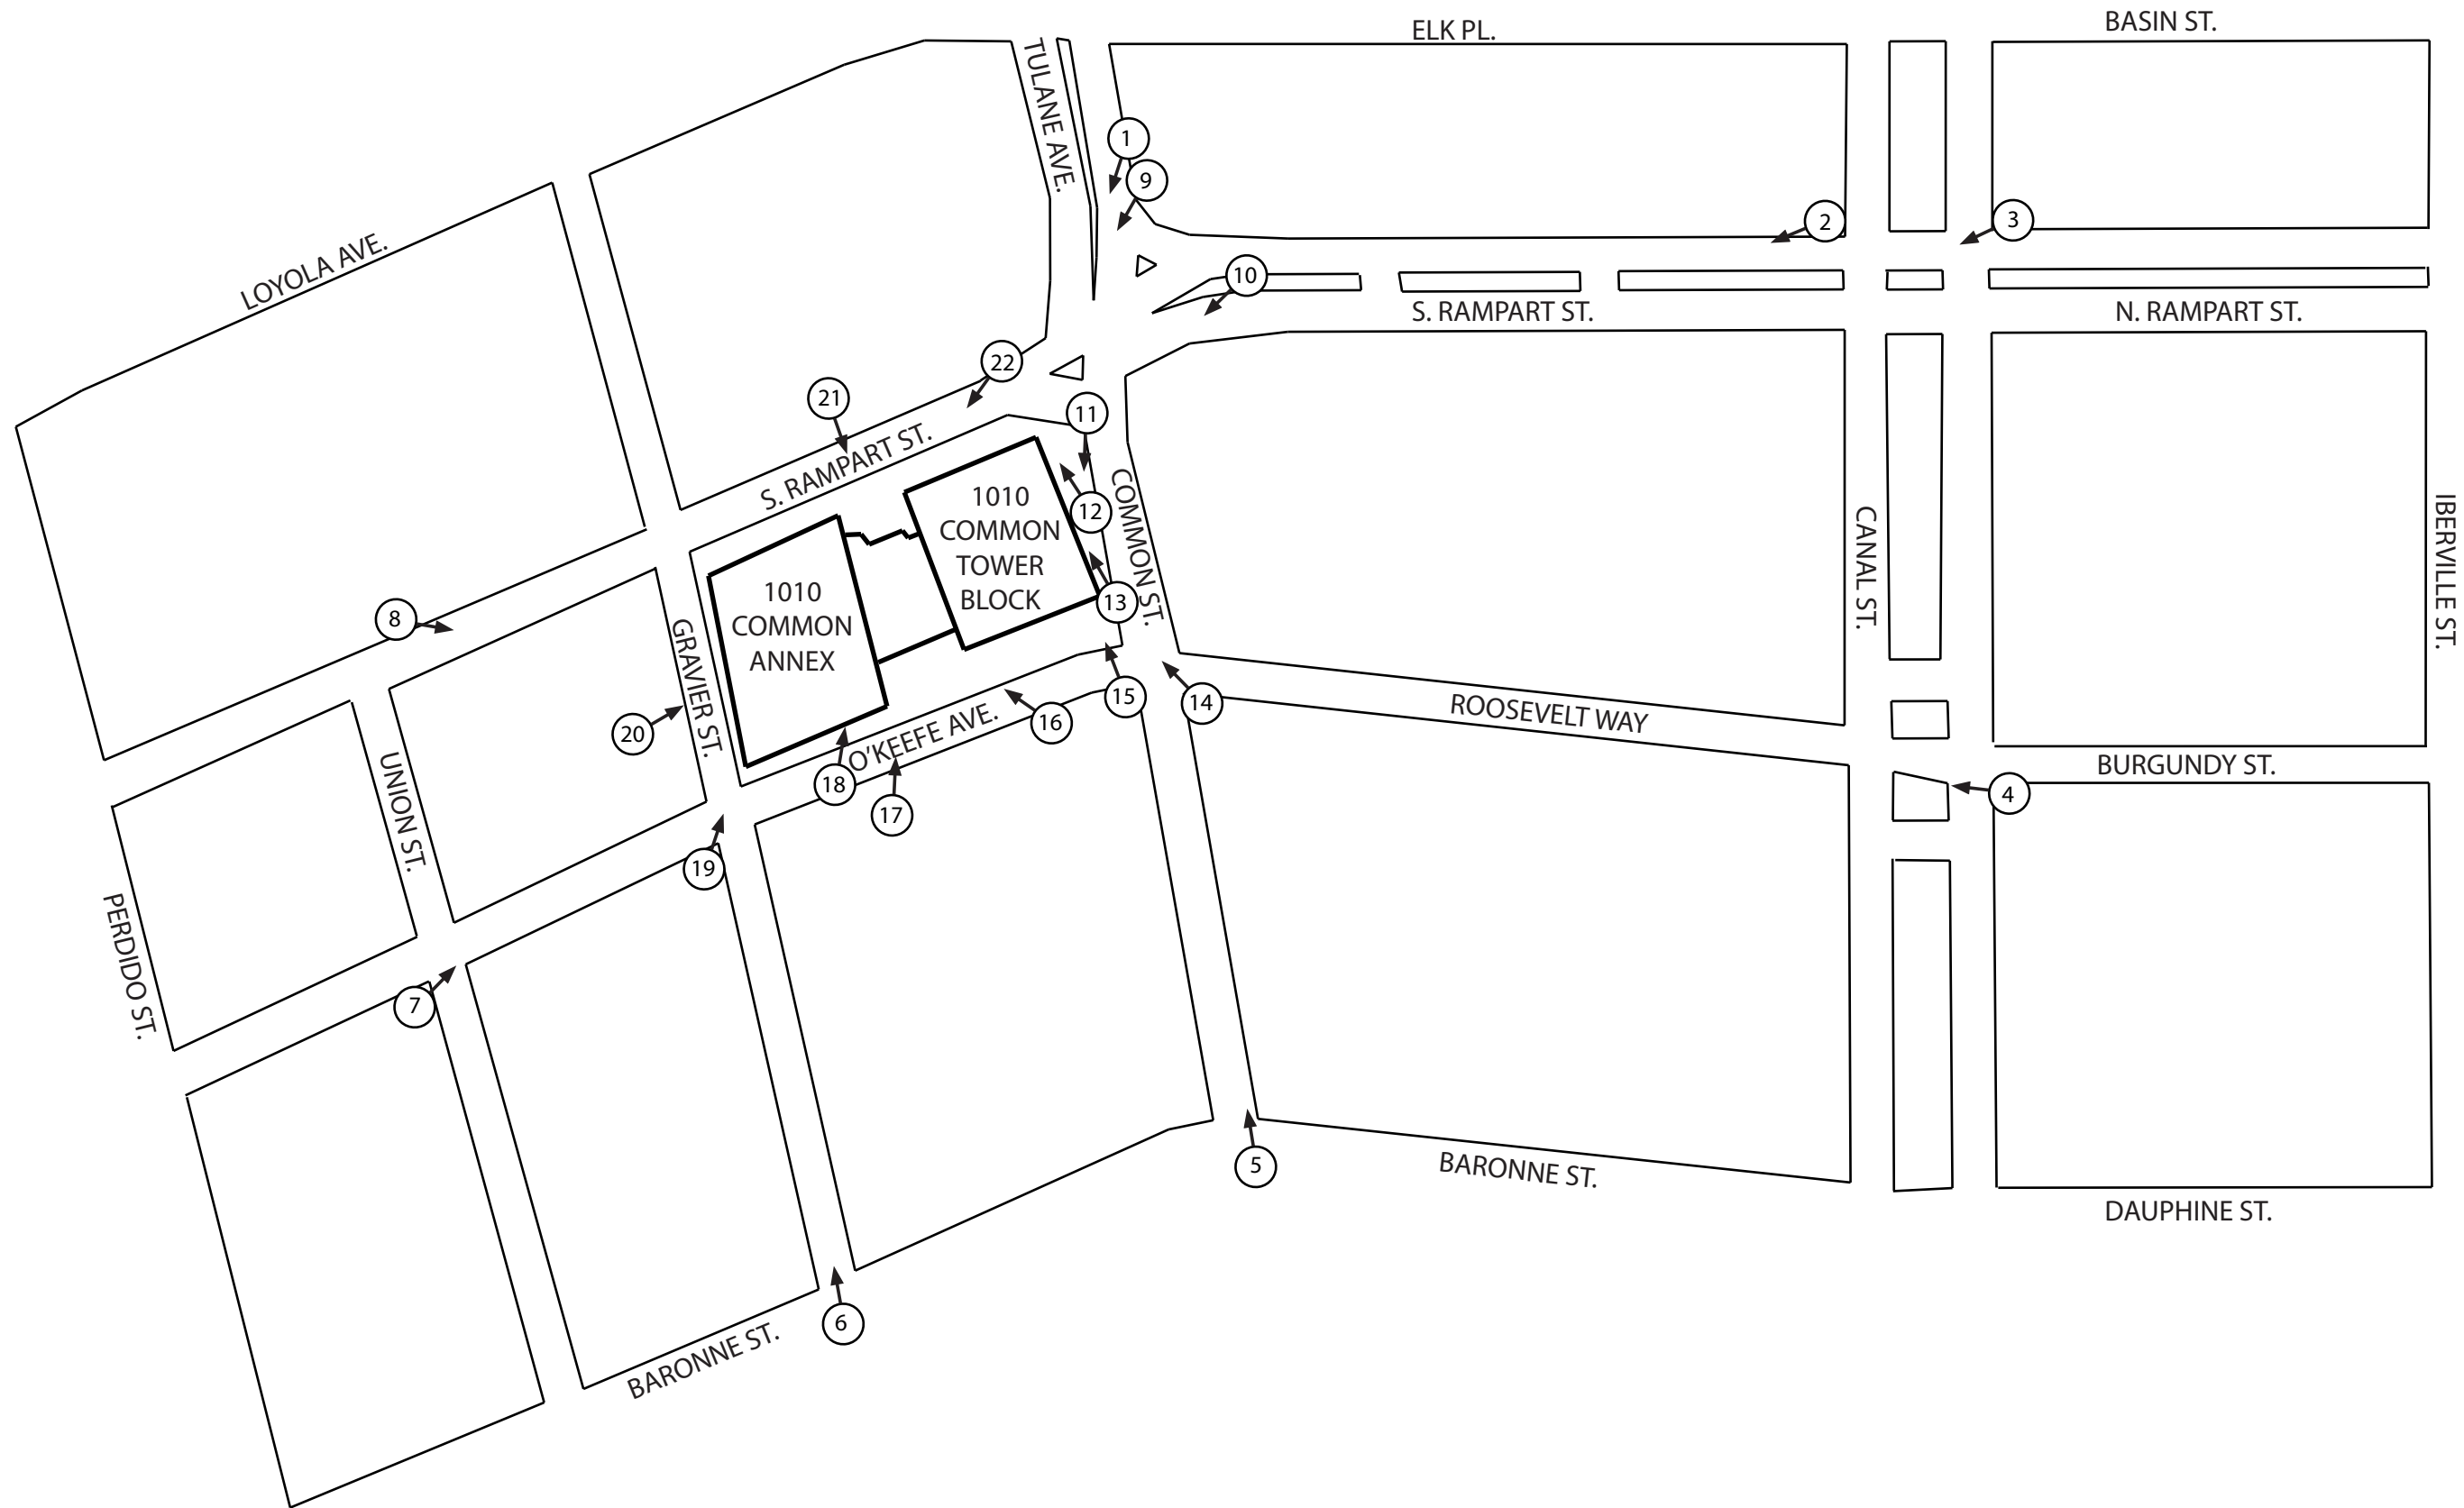 ELK PL.
BASIN ST.
TULANE AVE.
1
9
2
3
LOYOLA AVE.
10
S. RAMPART ST.
N. RAMPART ST.
22
21
11
S. RAMPART ST.
12
COMMON ST.
1010
COMMON
TOWER
BLOCK
CANAL ST.
IBERVILLE ST.
13
1010
COMMON
ANNEX
8
GRAVIER ST.
20
15
14
16
ROOSEVELT WAY
O'KEEFE AVE.
UNION ST.
18
17
BURGUNDY ST.
4
19
PERDIDO ST.
7
5
BARONNE ST.
DAUPHINE ST.
6
BARONNE ST.